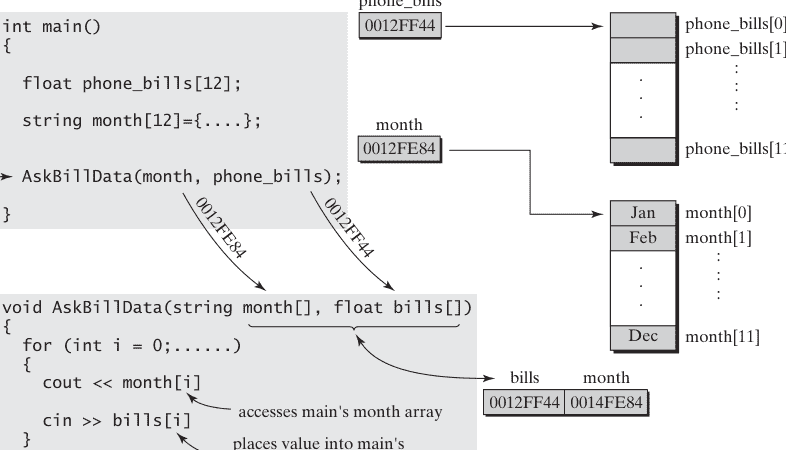 int main()
{
float phone_bills[12];
string month[12]={....};
AskBillData(month, phone_bills);
}
phone_bills
0012FF44
phone_bills[0]
phone_bills[1]
phone_bills[11
month
0012FE84
Jan month[0]
Feb month[1]
Dec month[11]
0012FE84
0012FF44
void AskBillData(string month[], float bills[])
{
for (int i = 0;......)
{
cout << month[i]
accesses main's month array
cin >> bills[i]
places value into main's
}
bills month
0012FF44 0014FE84